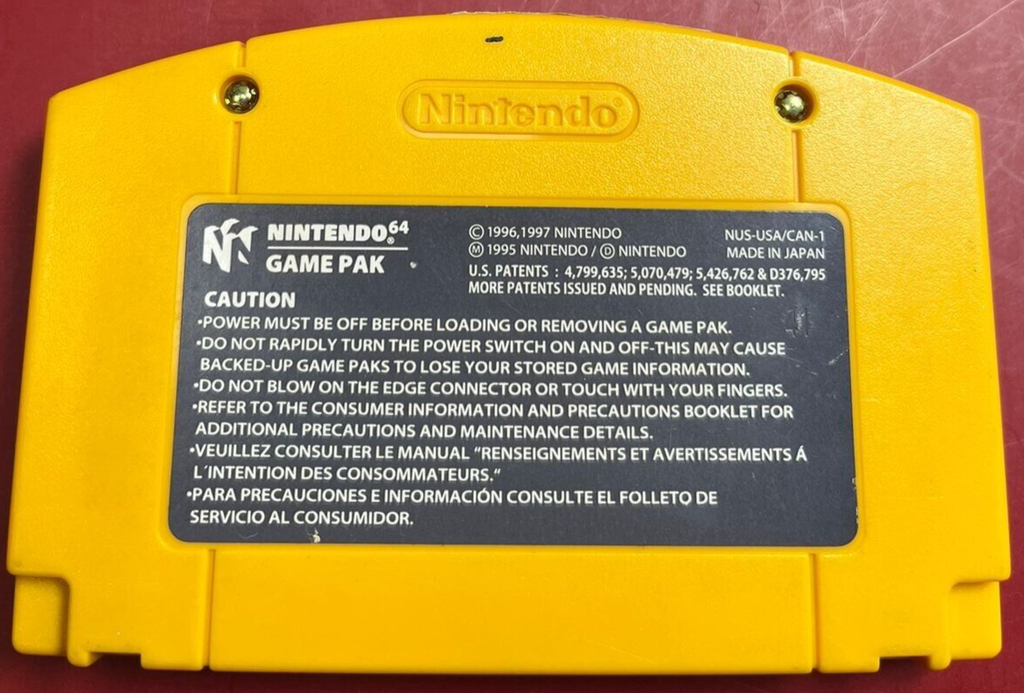 Nintendo®
NINTENDO®64
GAME PAK
Ⓒ 1996,1997 NINTENDO
Ⓜ 1995 NINTENDO / Ⓓ NINTENDO
NUS-USA/CAN-1
MADE IN JAPAN
U.S. PATENTS : 4,799,635; 5,070,479; 5,426,762 & D376,795
MORE PATENTS ISSUED AND PENDING. SEE BOOKLET.
CAUTION
•POWER MUST BE OFF BEFORE LOADING OR REMOVING A GAME PAK.
•DO NOT RAPIDLY TURN THE POWER SWITCH ON AND OFF-THIS MAY CAUSE
BACKED-UP GAME PAKS TO LOSE YOUR STORED GAME INFORMATION.
•DO NOT BLOW ON THE EDGE CONNECTOR OR TOUCH WITH YOUR FINGERS.
•REFER TO THE CONSUMER INFORMATION AND PRECAUTIONS BOOKLET FOR
ADDITIONAL PRECAUTIONS AND MAINTENANCE DETAILS.
•VEUILLEZ CONSULTER LE MANUAL "RENSEIGNEMENTS ET AVERTISSEMENTS Á
L´INTENTION DES CONSOMMATEURS."
•PARA PRECAUCIONES E INFORMACIÓN CONSULTE EL FOLLETO DE
SERVICIO AL CONSUMIDOR.